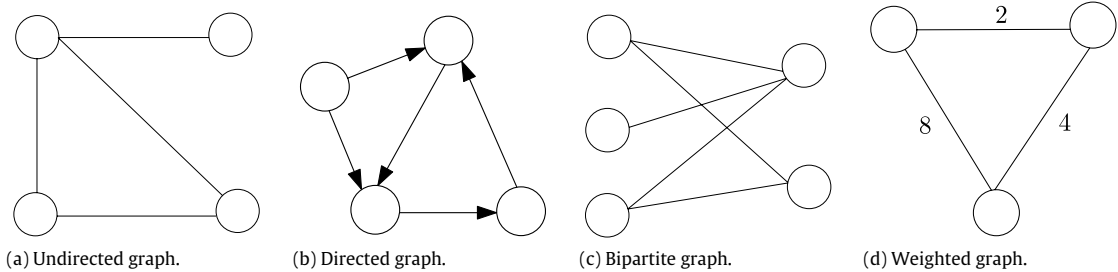 2
8
4
(a) Undirected graph.
(b) Directed graph.
(c) Bipartite graph.
(d) Weighted graph.